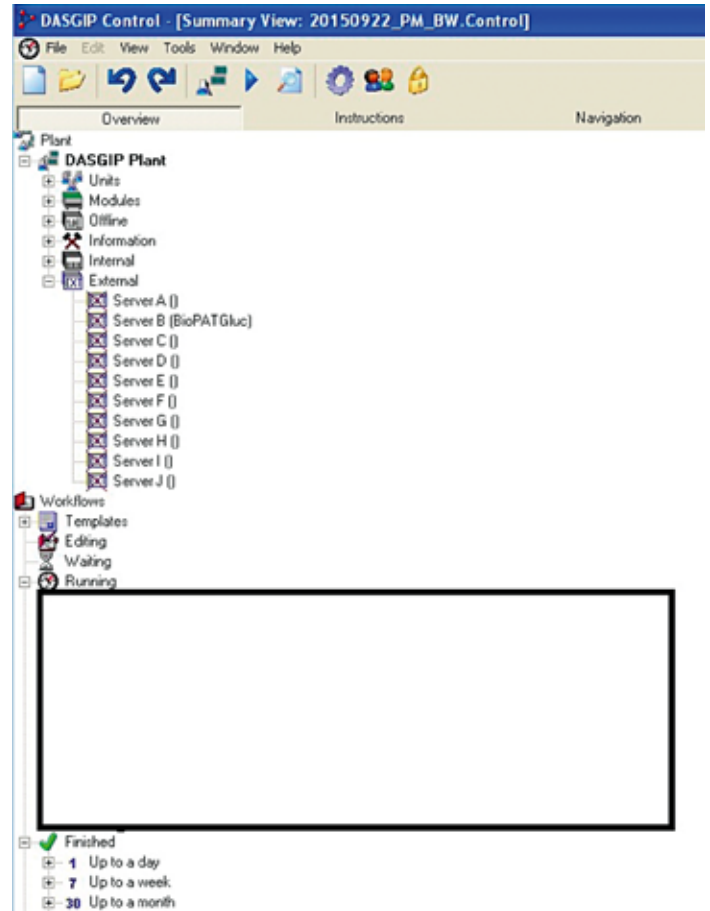 DASGIP Control - [Summary View: 20150922_PM_BW.Control]
File Edit View Tools Window Help
Overview Instructions Navigation
Plant
DASGIP Plant
Units
Modules
Offline
Information
Internal
External
Server A ()
Server B (BioPATGluc)
Server C ()
Server D ()
Server E ()
Server F ()
Server G ()
Server H ()
Server I ()
Server J ()
Workflows
Templates
Editing
Waiting
Running
Finished
1 Up to a day
7 Up to a week
30 Up to a month